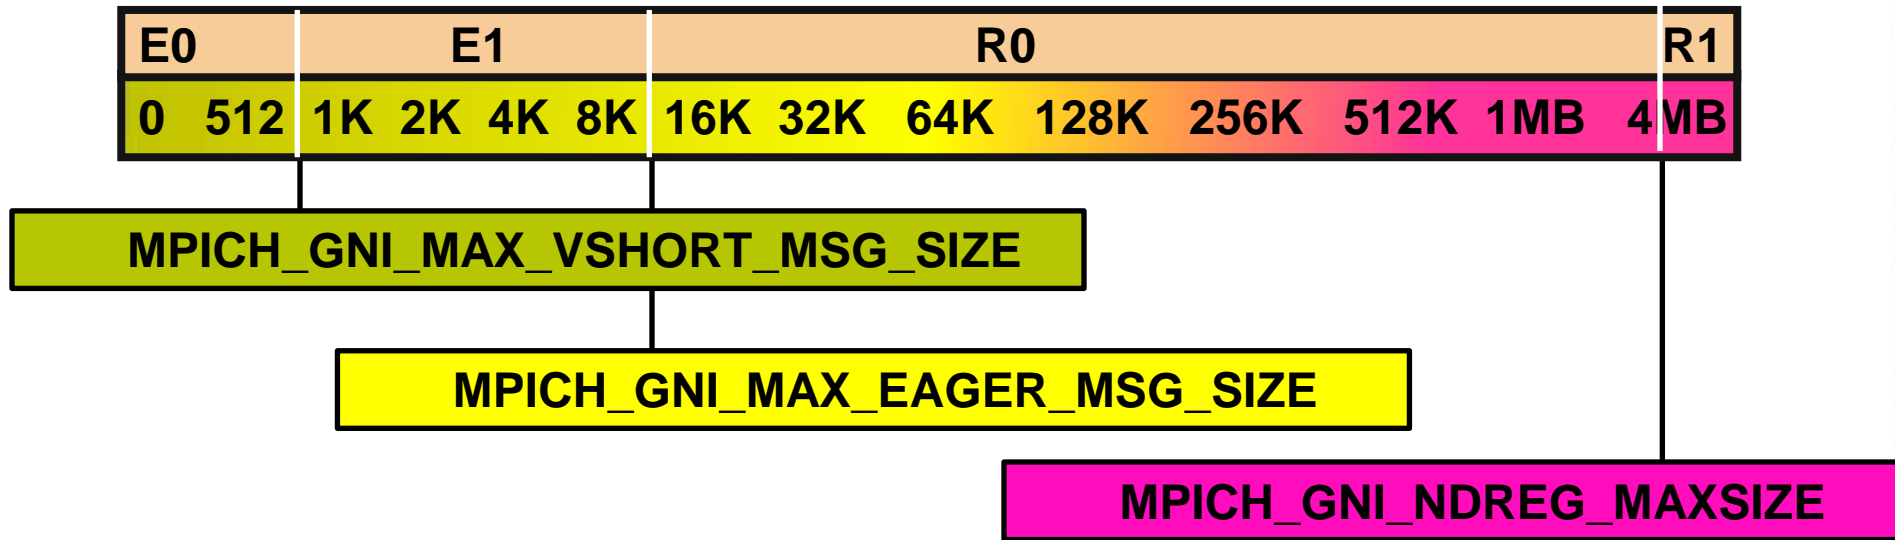 E0 E1 R0 R1
0 512 1K 2K 4K 8K 16K 32K 64K 128K 256K 512K 1MB 4MB
MPICH_GNI_MAX_VSHORT_MSG_SIZE
MPICH_GNI_MAX_EAGER_MSG_SIZE
MPICH_GNI_NDREG_MAXSIZE